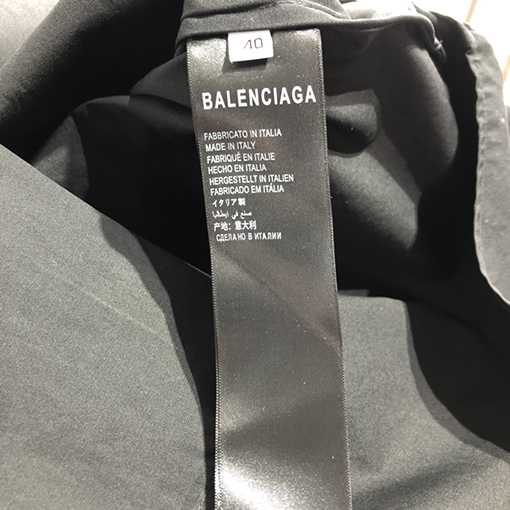 40
BALENCIAGA
FABBRICATO IN ITALIA
MADE IN ITALY
FABRIQUÉ EN ITALIE
HECHO EN ITALIA
HERGESTELLT IN ITALIEN
FABRICADO EM ITÁLIA
イタリア製
صنع في إيطاليا
产地: 意大利
СДЕЛАНО В ИТАЛИИ